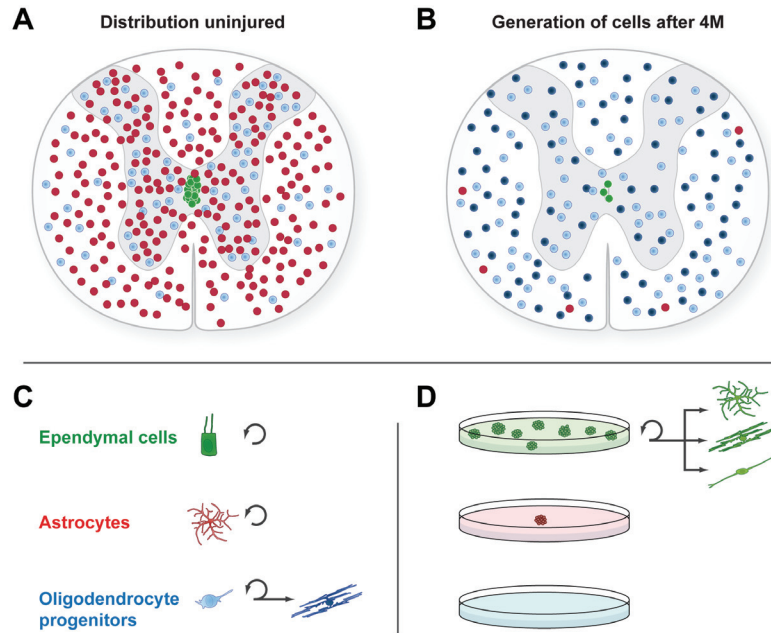 A
Distribution uninjured
B
Generation of cells after 4M
C
Ependymal cells
Astrocytes
Oligodendrocyte
progenitors
D